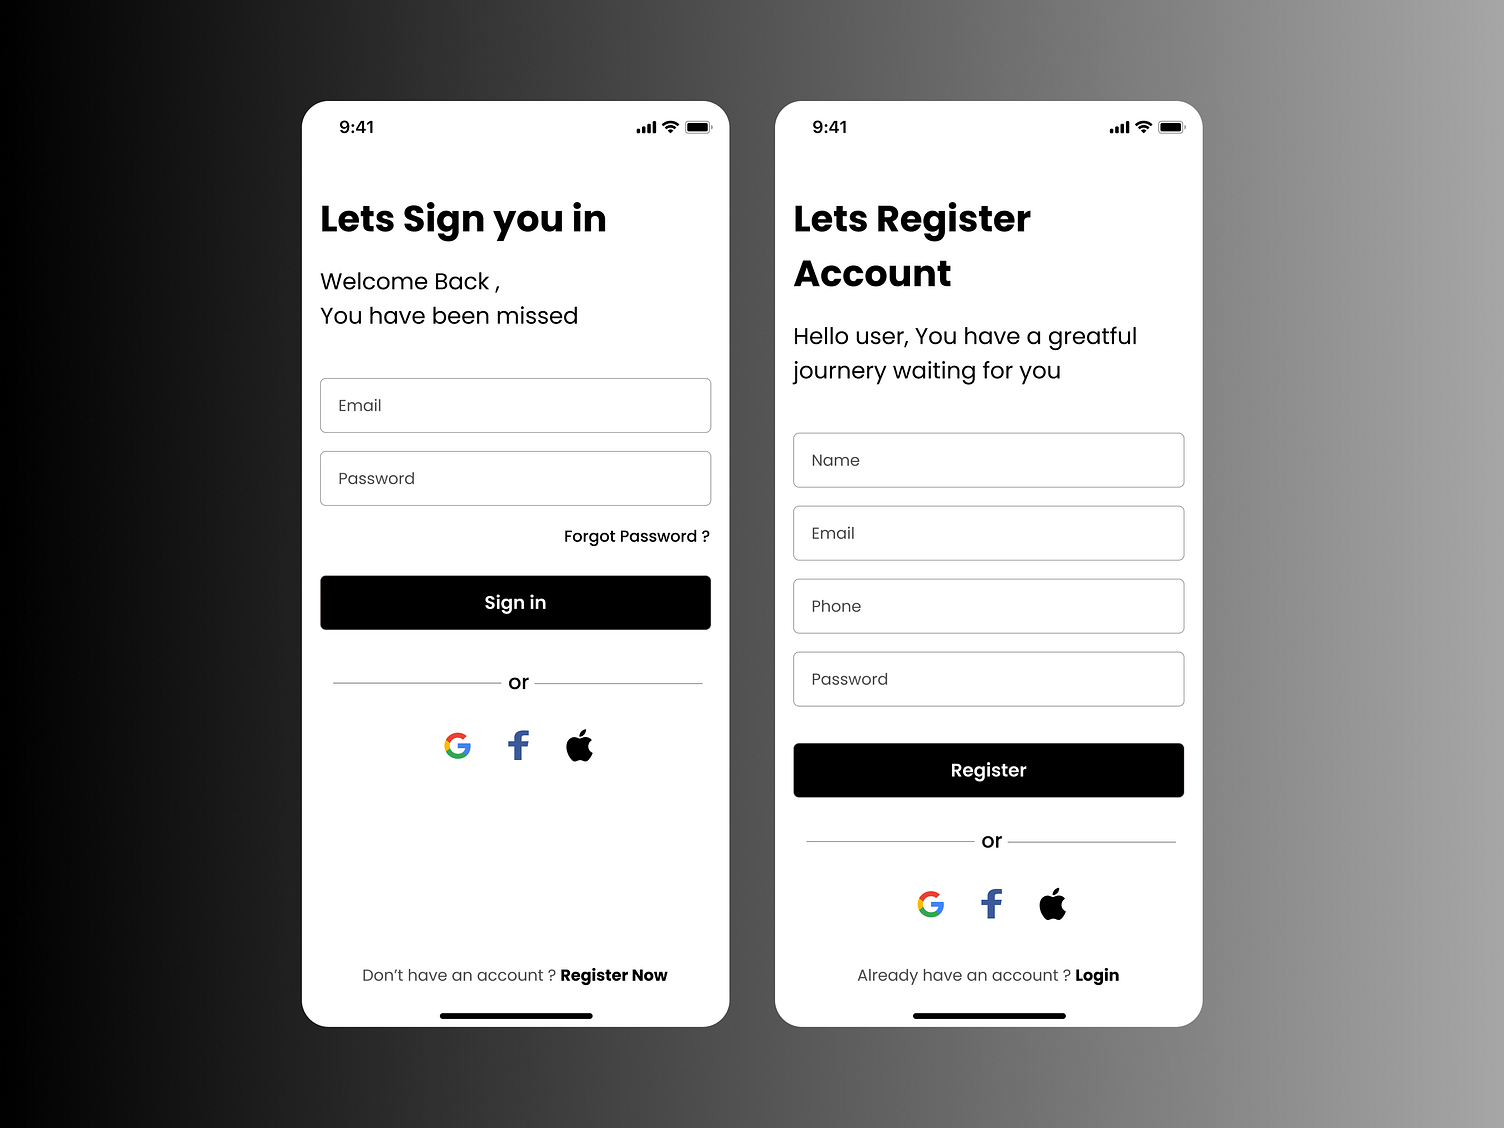 9:41
Lets Sign you in
Welcome Back ,
You have been missed
Email
Password
Forgot Password ?
Sign in
or
Don't have an account ? Register Now
9:41
Lets Register
Account
Hello user, You have a greatful
journery waiting for you
Name
Email
Phone
Password
Register
or
Already have an account ? Login